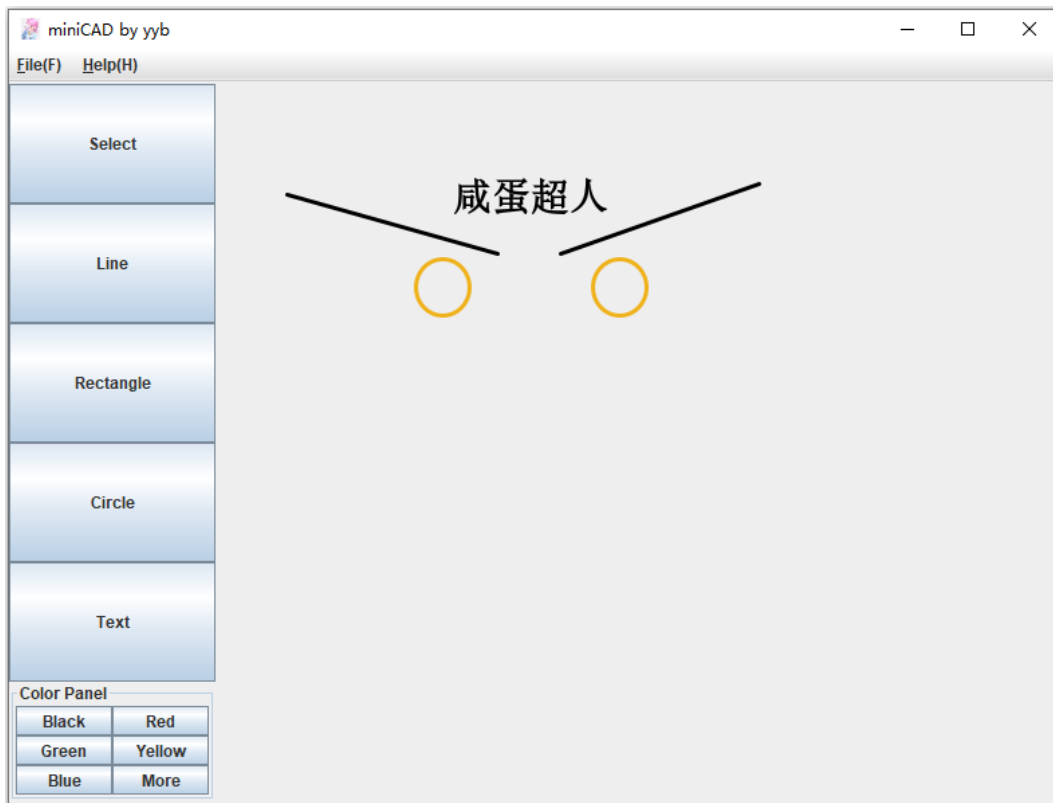 miniCAD by yyb
File(F) Help(H)
Select
咸蛋超人
Line
Rectangle
Circle
Text
Color Panel
Black Red
Green Yellow
Blue More